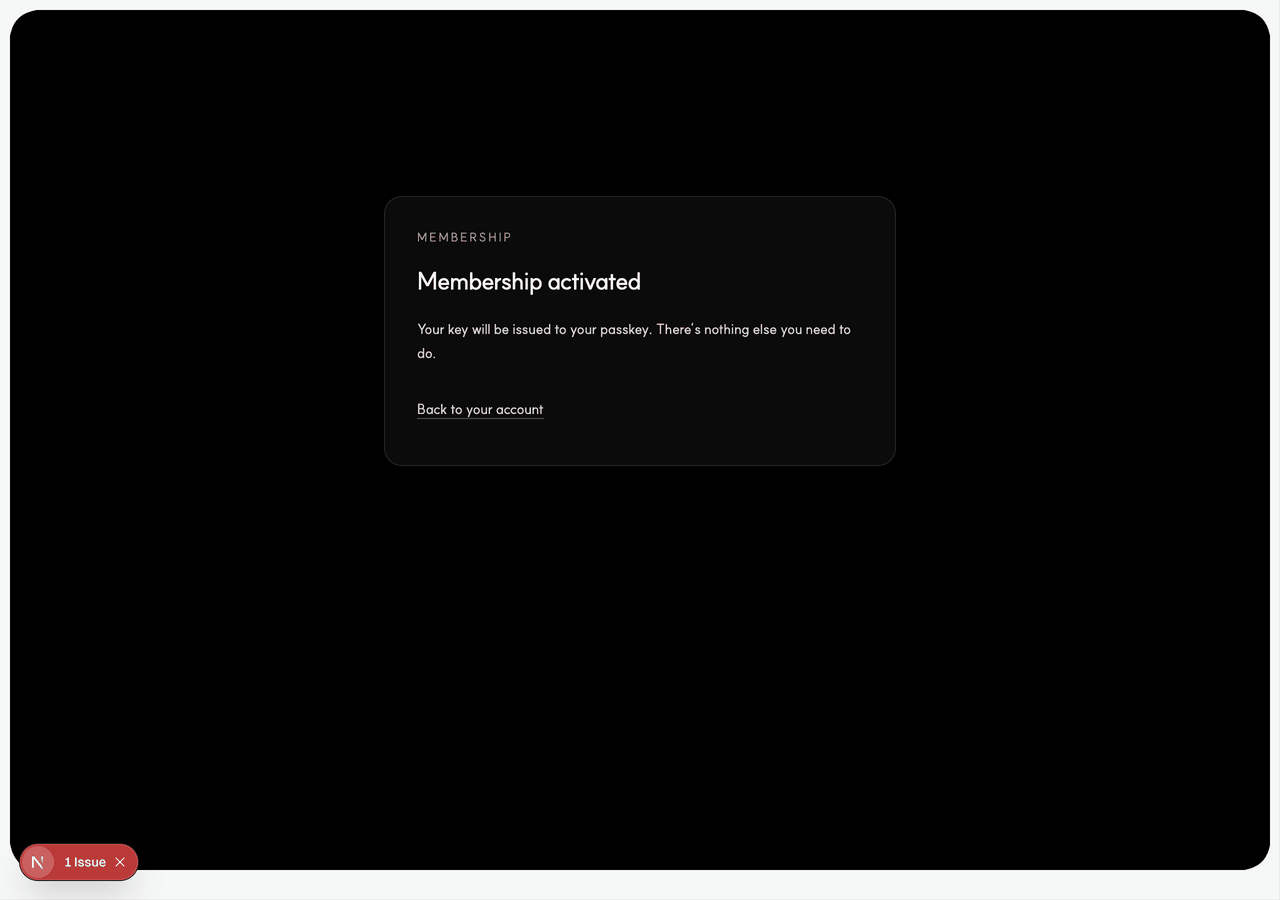 MEMBERSHIP
Membership activated
Your key will be issued to your passkey. There's nothing else you need to
do.
Back to your account
N 1 Issue